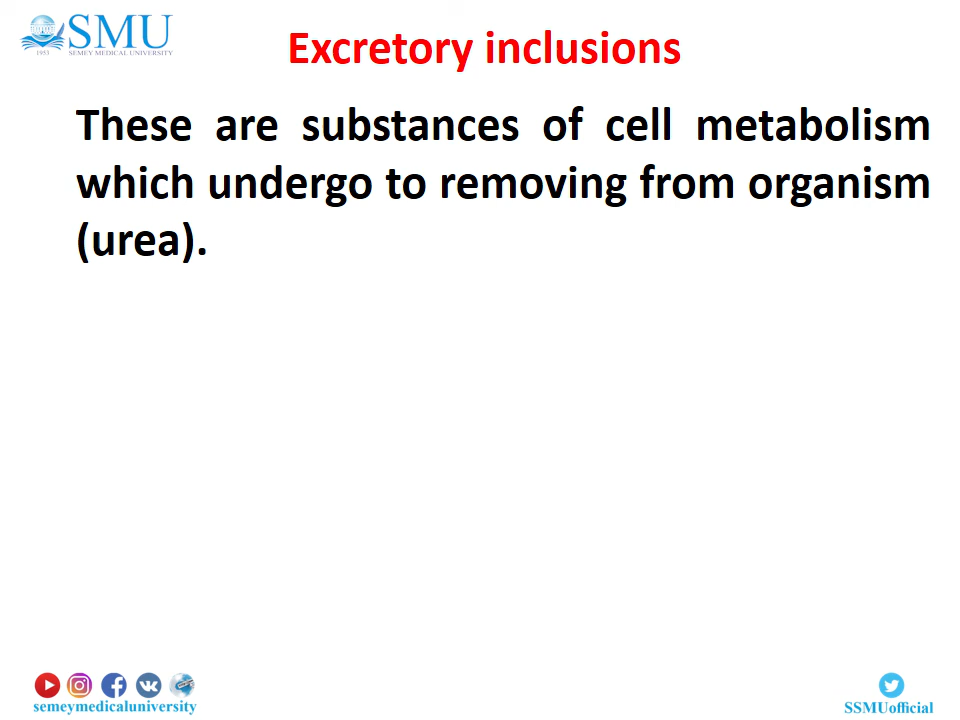 SMU
1953 SEMEY MEDICAL UNIVERSITY
Excretory inclusions
These are substances of cell metabolism
which undergo to removing from organism
(urea).
semeymedicaluniversity
SSMUofficial